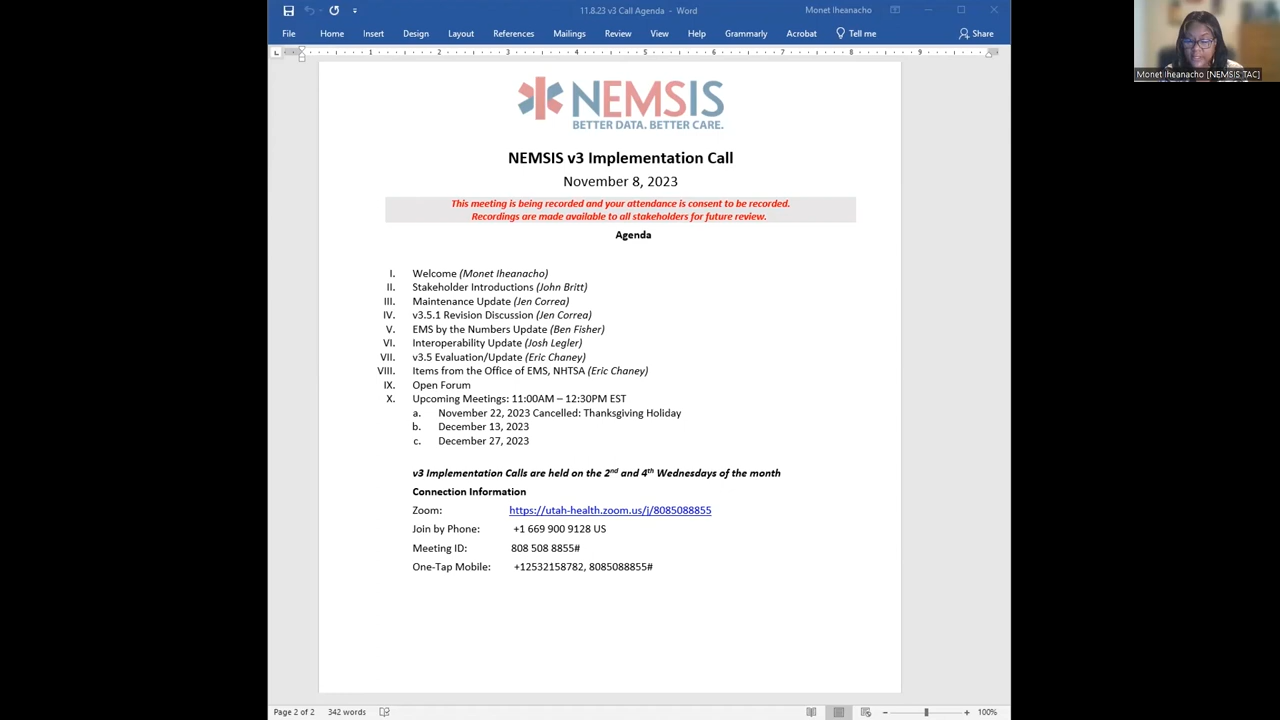 11.8.23 v3 Call Agenda - Word
Monet Iheanacho
File Home Insert Design Layout References Mailings Review View Help Grammarly Acrobat Tell me Share
1 2 3 4 5 6 7 8 9
NEMSIS
BETTER DATA. BETTER CARE.
NEMSIS v3 Implementation Call
November 8, 2023
This meeting is being recorded and your attendance is consent to be recorded.
Recordings are made available to all stakeholders for future review.
Agenda
I. Welcome (Monet Iheanacho)
II. Stakeholder Introductions (John Britt)
III. Maintenance Update (Jen Correa)
IV. v3.5.1 Revision Discussion (Jen Correa)
V. EMS by the Numbers Update (Ben Fisher)
VI. Interoperability Update (Josh Legler)
VII. v3.5 Evaluation/Update (Eric Chaney)
VIII. Items from the Office of EMS, NHTSA (Eric Chaney)
IX. Open Forum
X. Upcoming Meetings: 11:00AM – 12:30PM EST
a. November 22, 2023 Cancelled: Thanksgiving Holiday
b. December 13, 2023
c. December 27, 2023
v3 Implementation Calls are held on the 2nd and 4th Wednesdays of the month
Connection Information
Zoom: https://utah-health.zoom.us/j/8085088855
Join by Phone: +1 669 900 9128 US
Meeting ID: 808 508 8855#
One-Tap Mobile: +12532158782, 8085088855#
Page 2 of 2 342 words
100%
Monet Iheanacho [NEMSIS TAC]